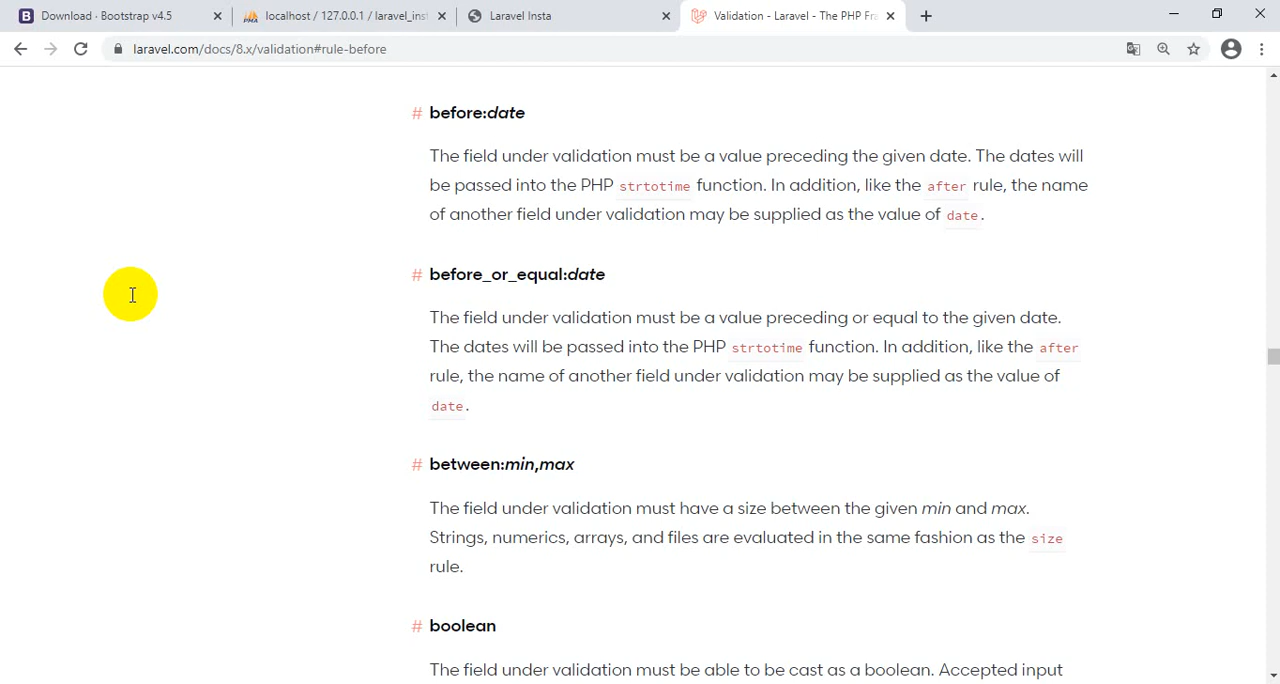 Download · Bootstrap v4.5
localhost / 127.0.0.1 / laravel_inst
Laravel Insta
Validation - Laravel - The PHP Fra
laravel.com/docs/8.x/validation#rule-before
# before:date
The field under validation must be a value preceding the given date. The dates will
be passed into the PHP strtotime function. In addition, like the after rule, the name
of another field under validation may be supplied as the value of date.
# before_or_equal:date
The field under validation must be a value preceding or equal to the given date.
The dates will be passed into the PHP strtotime function. In addition, like the after
rule, the name of another field under validation may be supplied as the value of
date.
# between:min,max
The field under validation must have a size between the given min and max.
Strings, numerics, arrays, and files are evaluated in the same fashion as the size
rule.
# boolean
The field under validation must be able to be cast as a boolean. Accepted input